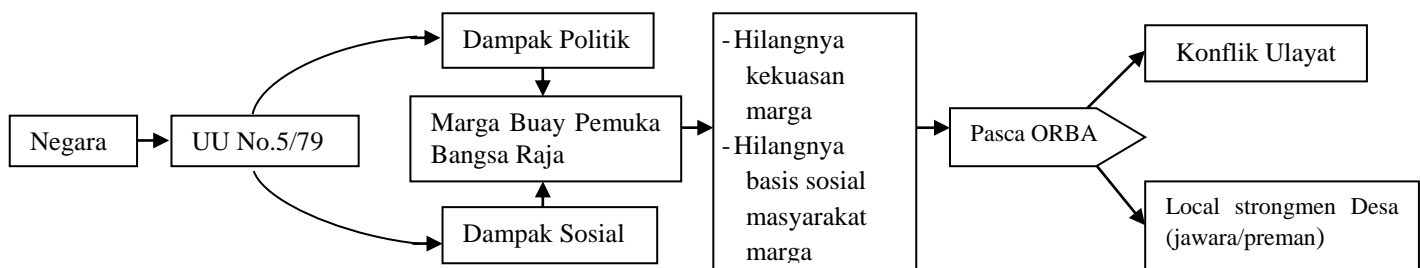 Negara
UU No.5/79
Dampak Politik
Marga Buay Pemuka
Bangsa Raja
Dampak Sosial
-Hilangnya
kekuasan
marga
-Hilangnya
basis sosial
masyarakat
marga
Pasca ORBA
Konflik Ulayat
Local strongmen Desa
(jawara/preman)